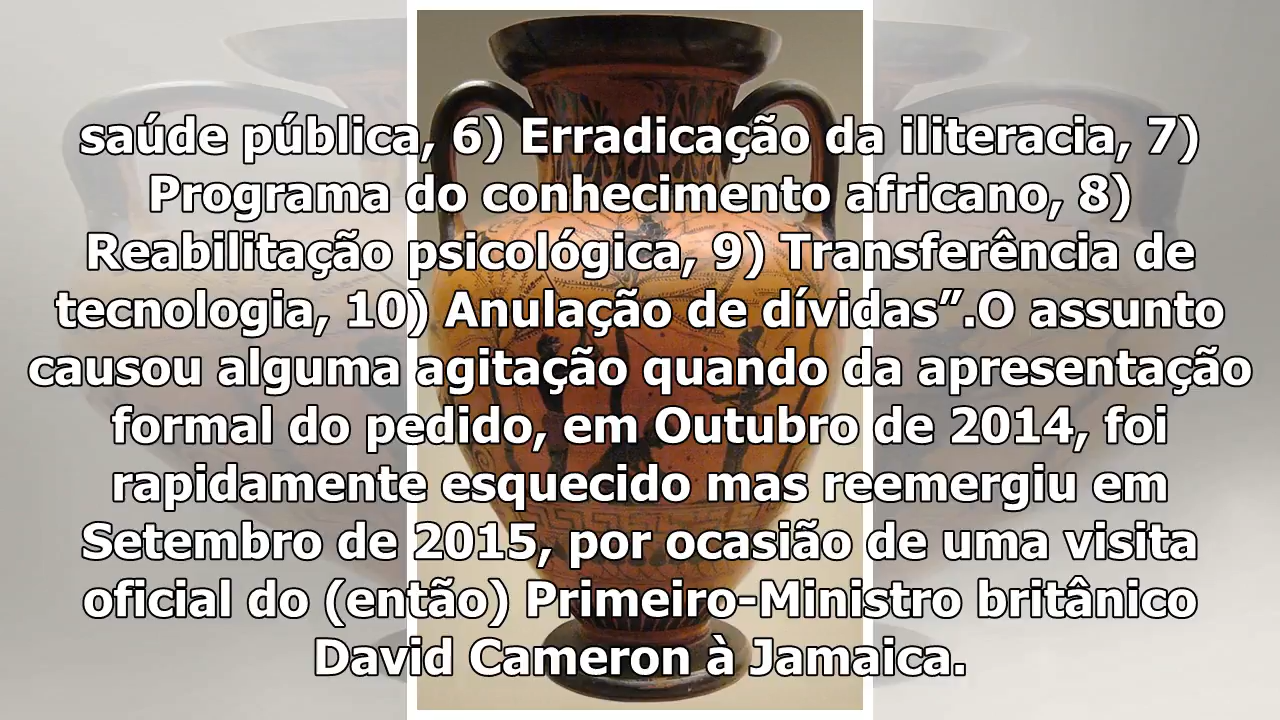 saúde pública, 6) Erradicação da iliteracia, 7)
Programa do conhecimento africano, 8)
Reabilitação psicológica, 9) Transferência de
tecnologia, 10) Anulação de dívidas”.O assunto
causou alguma agitação quando da apresentação
formal do pedido, em Outubro de 2014, foi
rapidamente esquecido mas reemergiu em
Setembro de 2015, por ocasião de uma visita
oficial do (então) Primeiro-Ministro britânico
David Cameron à Jamaica.